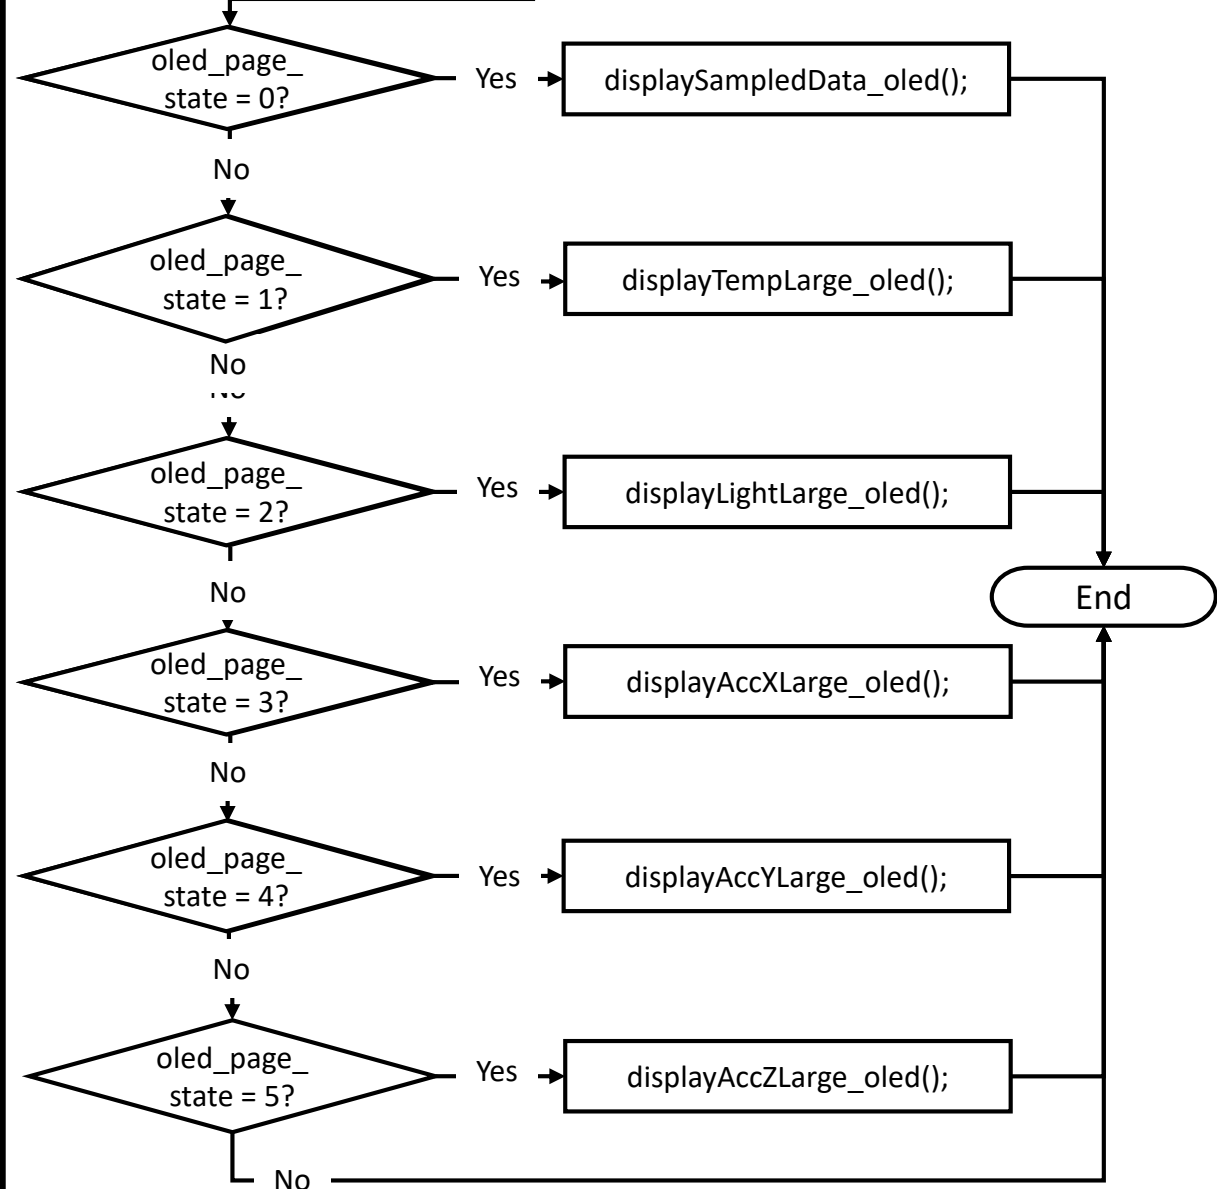 oled_page_
state = 0?
Yes
displaySampledData_oled();
No
oled_page_
state = 1?
Yes
displayTempLarge_oled();
No
No
oled_page_
state = 2?
Yes
displayLightLarge_oled();
No
End
oled_page_
state = 3?
Yes
displayAccXLarge_oled();
No
oled_page_
state = 4?
Yes
displayAccYLarge_oled();
No
oled_page_
state = 5?
Yes
displayAccZLarge_oled();
No